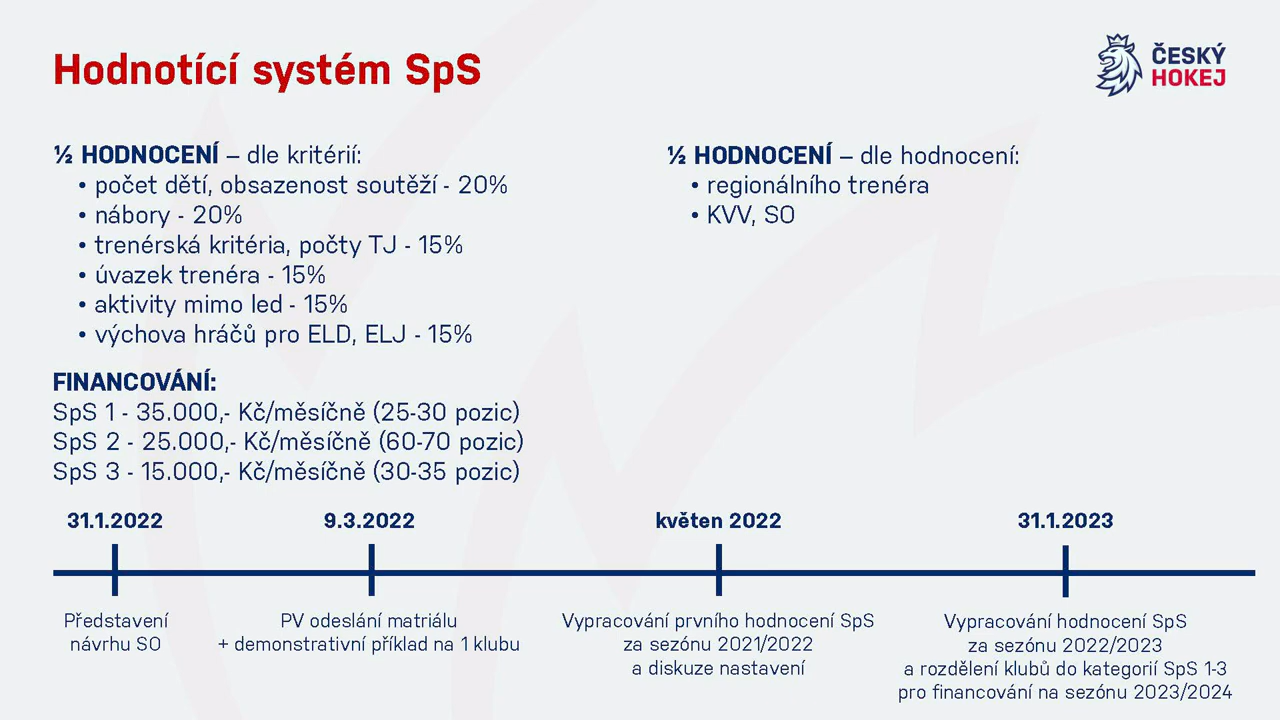 Hodnotící systém SpS
ČESKÝ
HOKEJ
½ HODNOCENÍ – dle kritérií:
• počet dětí, obsazenost soutěží - 20%
• nábory - 20%
• trenérská kritéria, počty TJ - 15%
• úvazek trenéra - 15%
• aktivity mimo led - 15%
• výchova hráčů pro ELD, ELJ - 15%
½ HODNOCENÍ – dle hodnocení:
• regionálního trenéra
• KVV, SO
FINANCOVÁNÍ:
SpS 1 - 35.000,- Kč/měsíčně (25-30 pozic)
SpS 2 - 25.000,- Kč/měsíčně (60-70 pozic)
SpS 3 - 15.000,- Kč/měsíčně (30-35 pozic)
31.1.2022
Představení
návrhu SO
9.3.2022
PV odeslání matriálu
+ demonstrativní příklad na 1 klubu
květen 2022
Vypracování prvního hodnocení SpS
za sezónu 2021/2022
a diskuze nastavení
31.1.2023
Vypracování hodnocení SpS
za sezónu 2022/2023
a rozdělení klubů do kategorií SpS 1-3
pro financování na sezónu 2023/2024